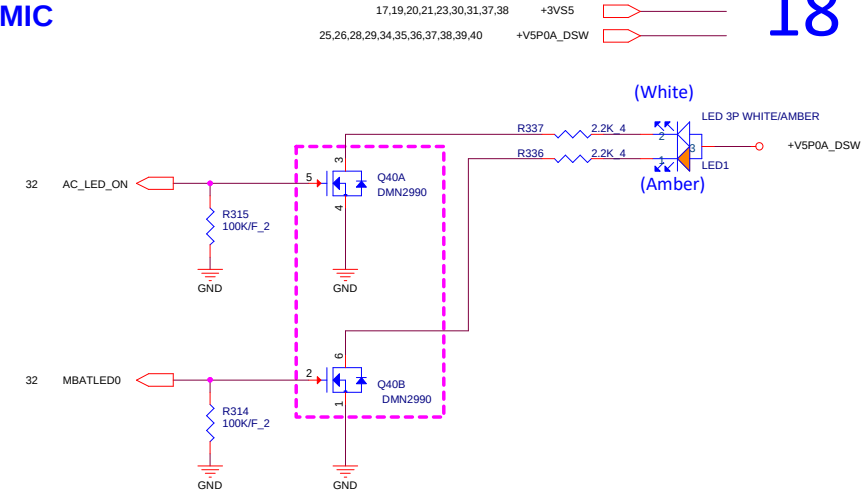 MIC
17,19,20,21,23,30,31,37,38 +3VS5
18
25,26,28,29,34,35,36,37,38,39,40 +V5P0A_DSW
(White)
LED 3P WHITE/AMBER
R337 2.2K_4 2
+V5P0A_DSW
3
R336 2.2K_4 1
LED1
(Amber)
3
32 AC_LED_ON 5 Q40A
DMN2990
4
R315
100K/F_2
GND GND
6
32 MBATLED0 2 Q40B
DMN2990
1
R314
100K/F_2
GND GND